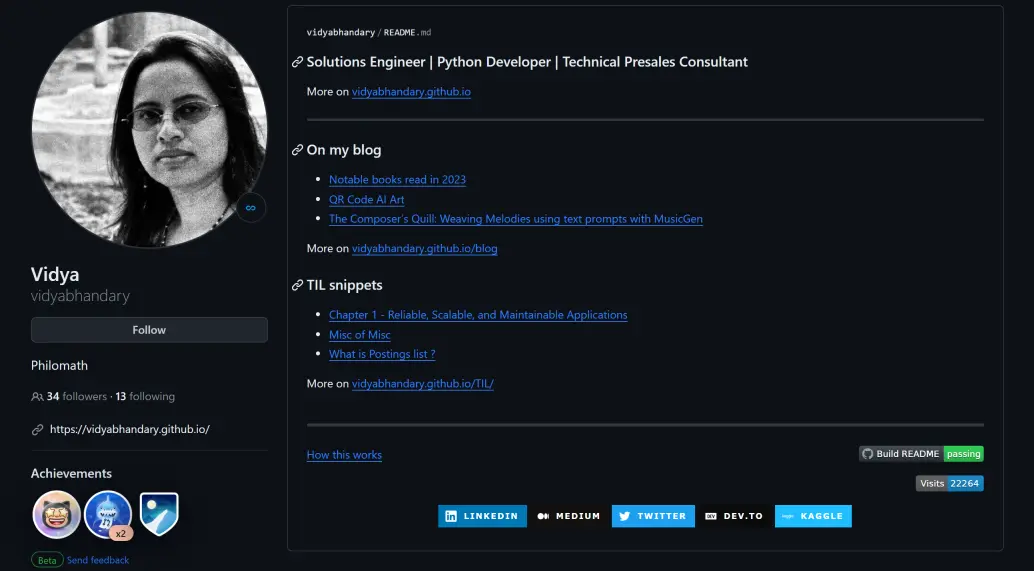 vidyabhandary / README.md
Solutions Engineer | Python Developer | Technical Presales Consultant
More on vidyabhandary.github.io
On my blog
Notable books read in 2023
QR Code AI Art
The Composer's Quill: Weaving Melodies using text prompts with MusicGen
More on vidyabhandary.github.io/blog
TIL snippets
Chapter 1 - Reliable, Scalable, and Maintainable Applications
Misc of Misc
What is Postings list ?
More on vidyabhandary.github.io/TIL/
How this works
Build README passing
Visits 22264
LINKEDIN MEDIUM TWITTER DEV.TO KAGGLE
Vidya
vidyabhandary
Follow
Philomath
34 followers · 13 following
https://vidyabhandary.github.io/
Achievements
x2
Beta Send feedback